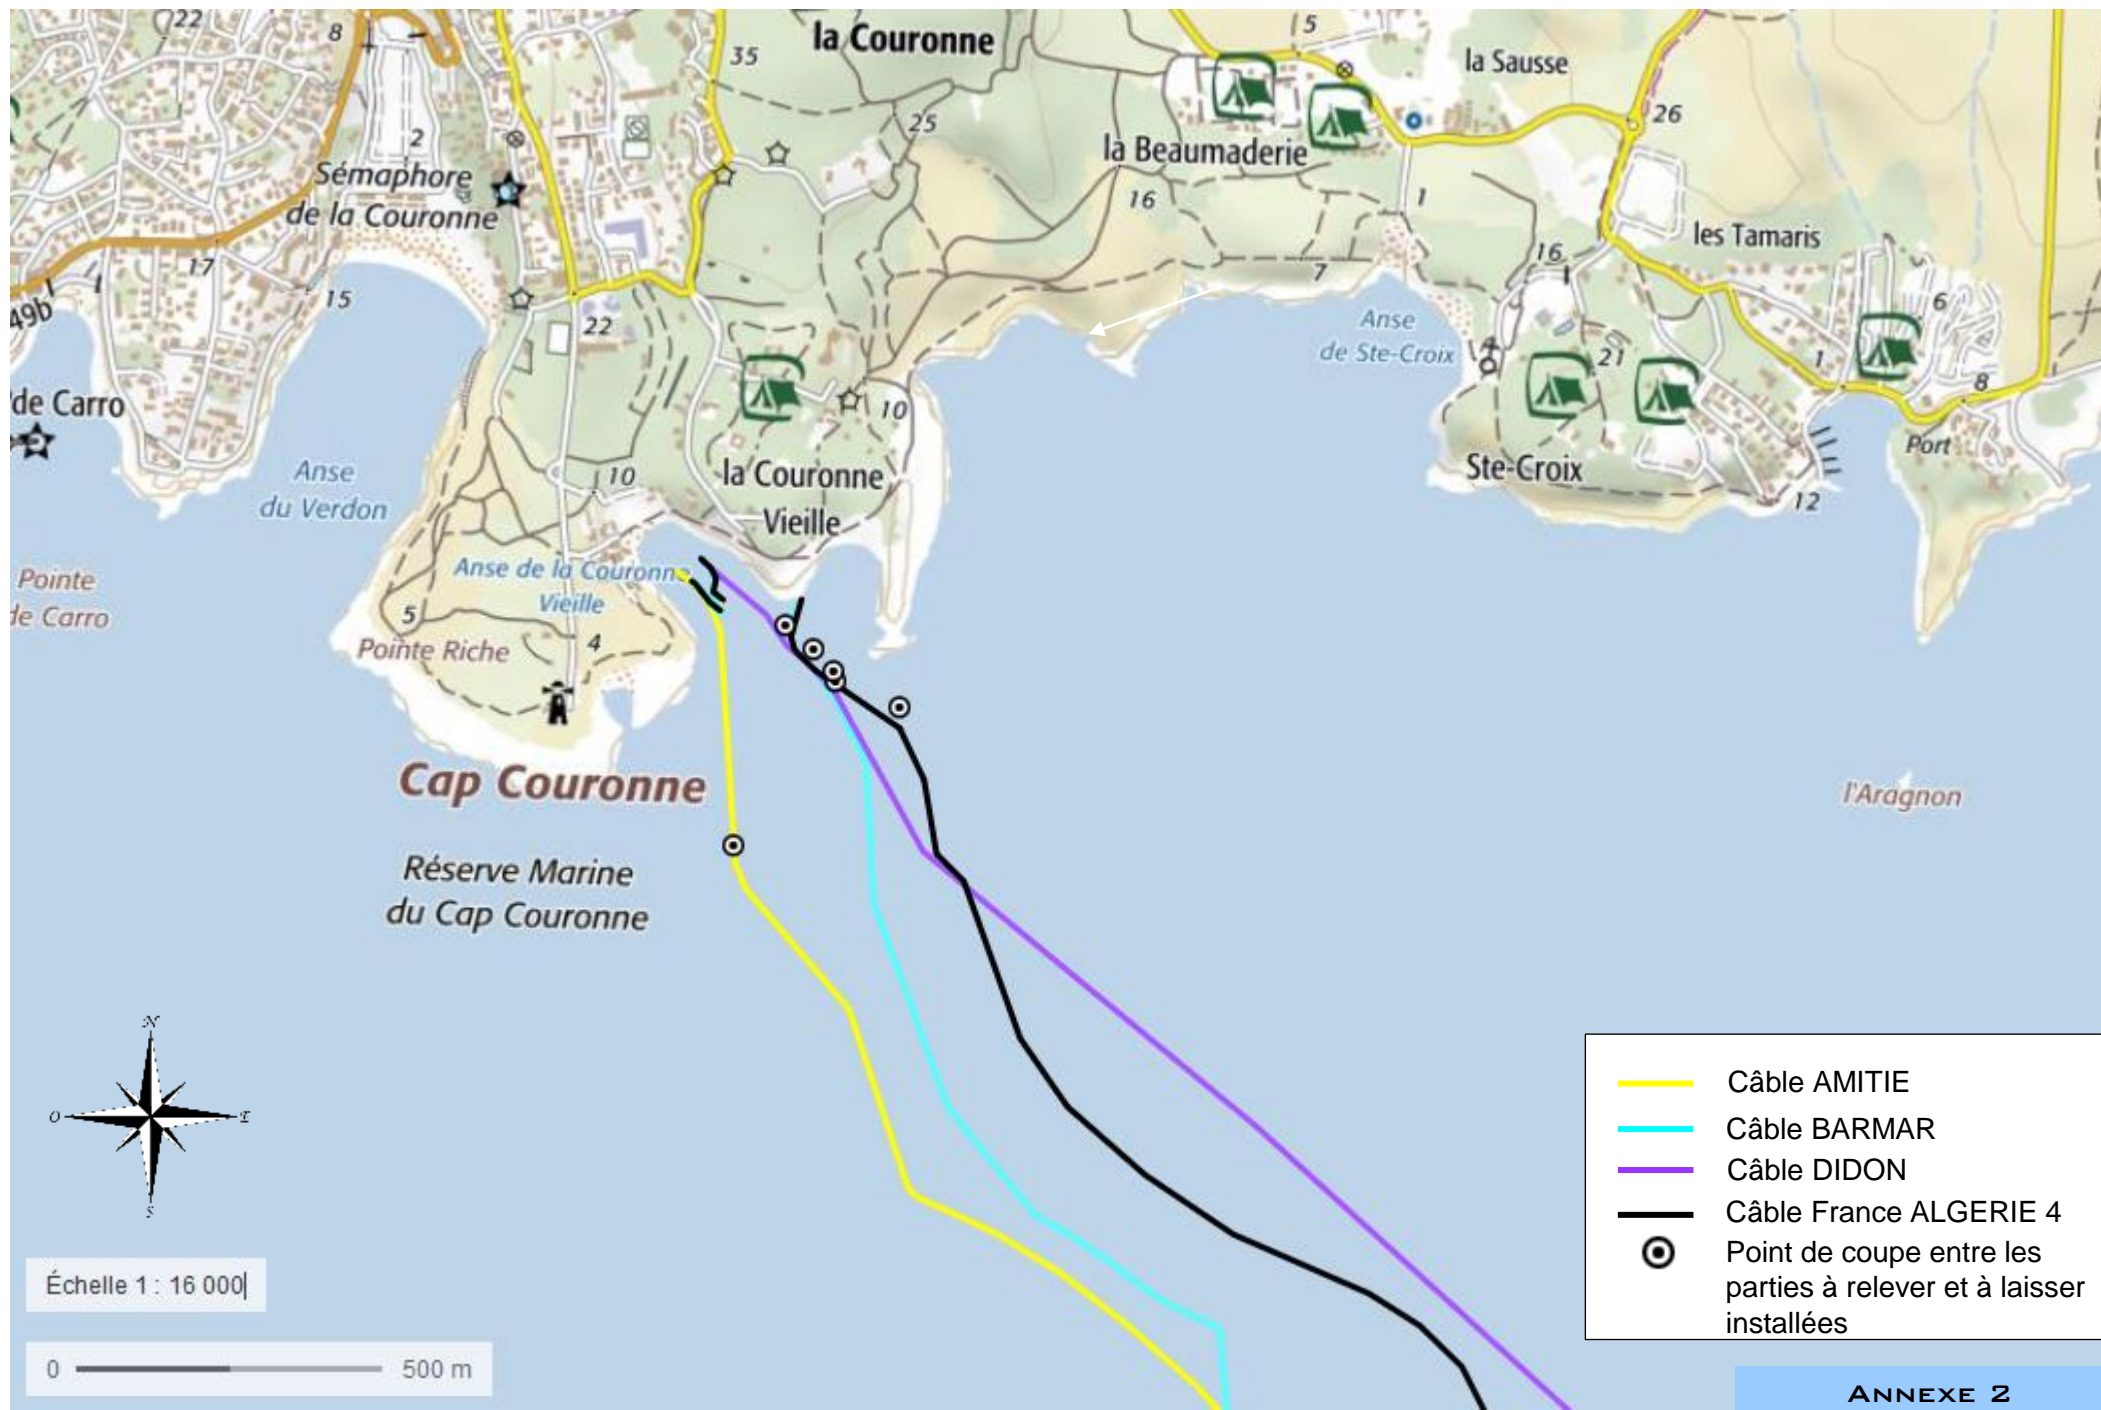 22
8
la Couronne
5
35
la Sausse
26
25
2
la Beaumaderie
Sémaphore
de la Couronne
16
1
les Tamaris
16
17
7
15
6
49b
22
Anse
de Ste-Croix
21
1
8
de Carro
10
Port
Anse
du Verdon
10
la Couronne
Vieille
Ste-Croix
12
Pointe
de Carro
Anse de la Couronne
Vieille
5
4
Pointe Riche
Cap Couronne
l'Aragnon
Réserve Marine
du Cap Couronne
N
O
E
S
Échelle 1 : 16 000
0 500 m
Câble AMITIE
Câble BARMAR
Câble DIDON
Câble France ALGERIE 4
Point de coupe entre les
parties à relever et à laisser
installées
ANNEXE 2